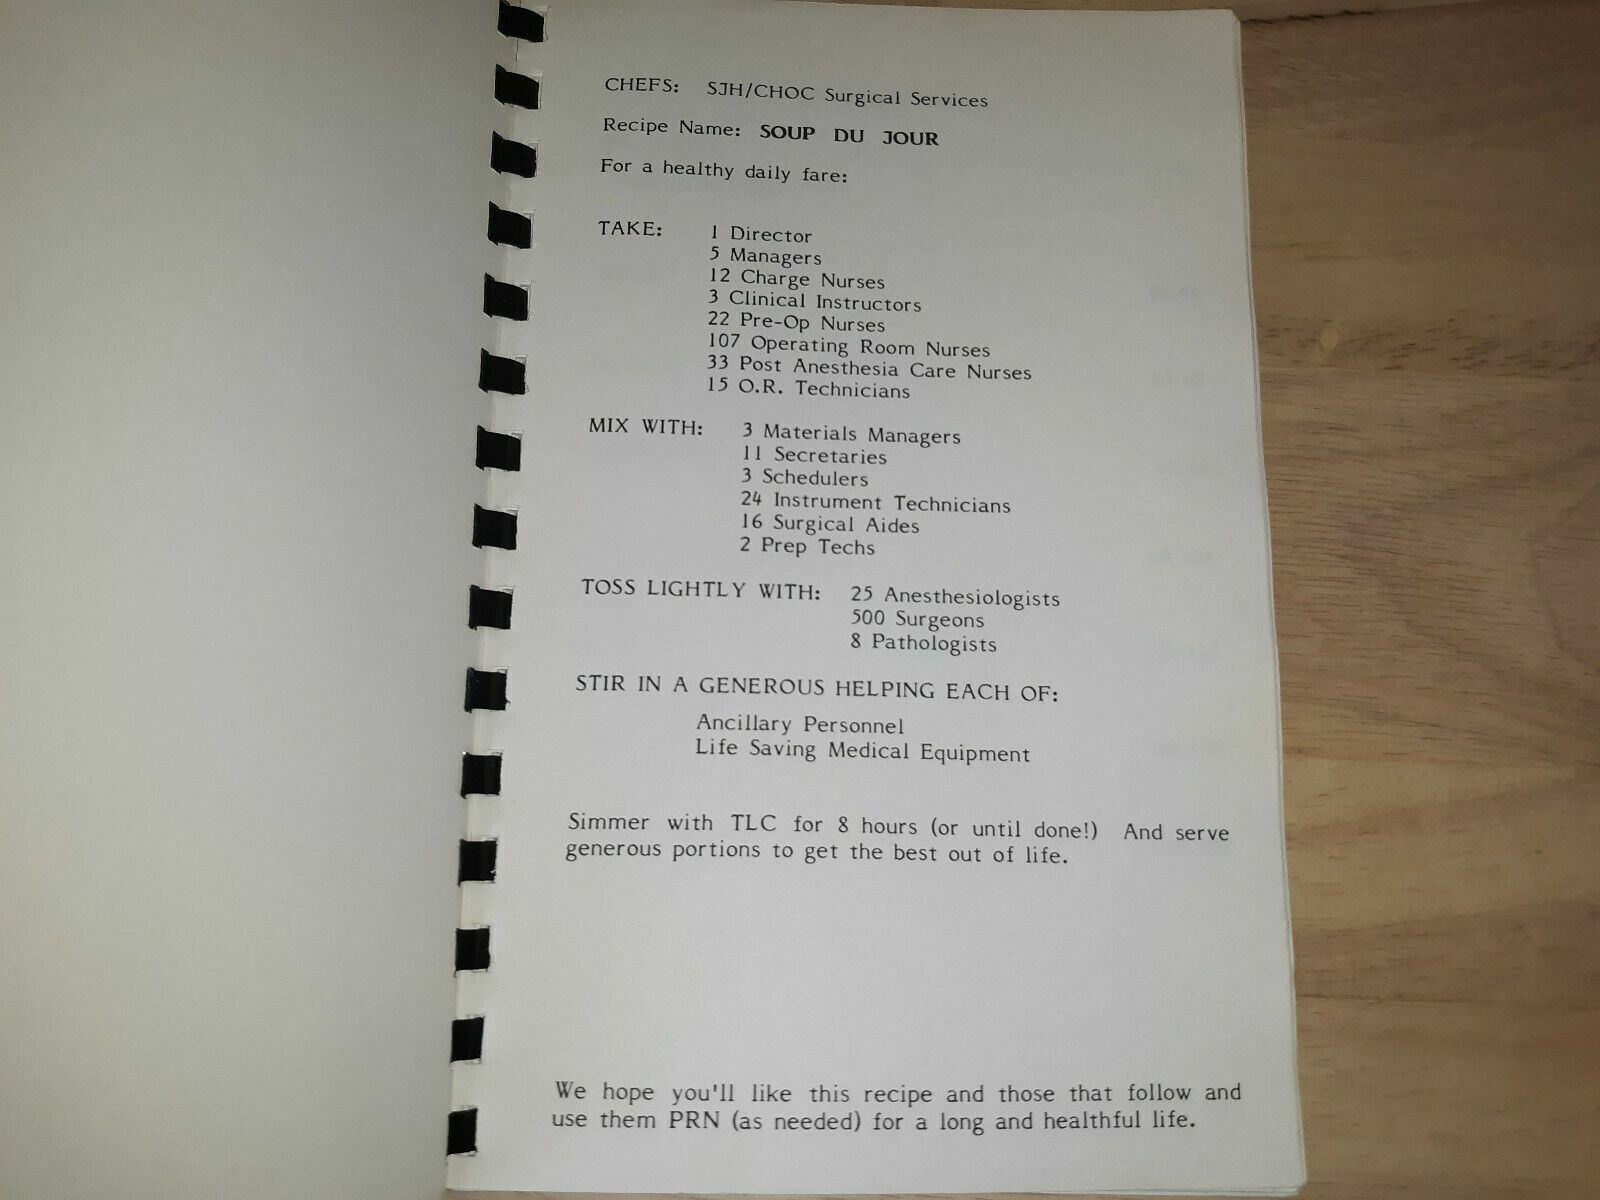 CHEFS: SJH/CHOC Surgical Services
Recipe Name: SOUP DU JOUR
For a healthy daily fare:
TAKE: 1 Director
5 Managers
12 Charge Nurses
3 Clinical Instructors
22 Pre-Op Nurses
107 Operating Room Nurses
33 Post Anesthesia Care Nurses
15 O.R. Technicians
MIX WITH: 3 Materials Managers
11 Secretaries
3 Schedulers
24 Instrument Technicians
16 Surgical Aides
2 Prep Techs
TOSS LIGHTLY WITH: 25 Anesthesiologists
500 Surgeons
8 Pathologists
STIR IN A GENEROUS HELPING EACH OF:
Ancillary Personnel
Life Saving Medical Equipment
Simmer with TLC for 8 hours (or until done!) And serve
generous portions to get the best out of life.
We hope you'll like this recipe and those that follow and
use them PRN (as needed) for a long and healthful life.